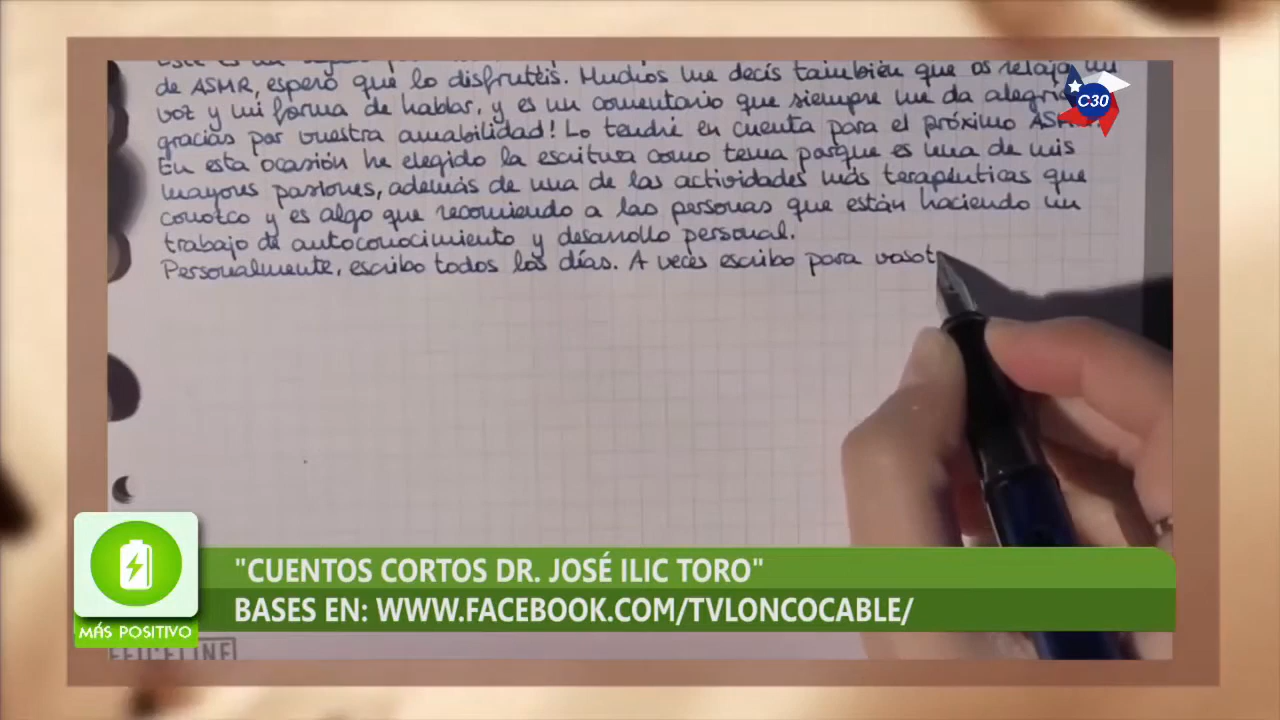 de ASMR, espero que lo disfrutéis. Muchos me decís también que os relaja mi
voz y mi forma de hablar, y es un comentario que siempre me da alegría
gracias por vuestra amabilidad! Lo tendré en cuenta para el próximo ASMR.
En esta ocasión he elegido la escritura como tema porque es una de mis
mayores pasiones, además de una de las actividades más terapéuticas que
conozco y es algo que recomiendo a las personas que están haciendo un
trabajo de autoconocimiento y desarrollo personal.
Personalmente, escribo todos los días. A veces escribo para vosot
C30
"CUENTOS CORTOS DR. JOSÉ ILIC TORO"
BASES EN: WWW.FACEBOOK.COM/TVLONCOCABLE/
MÁS POSITIVO